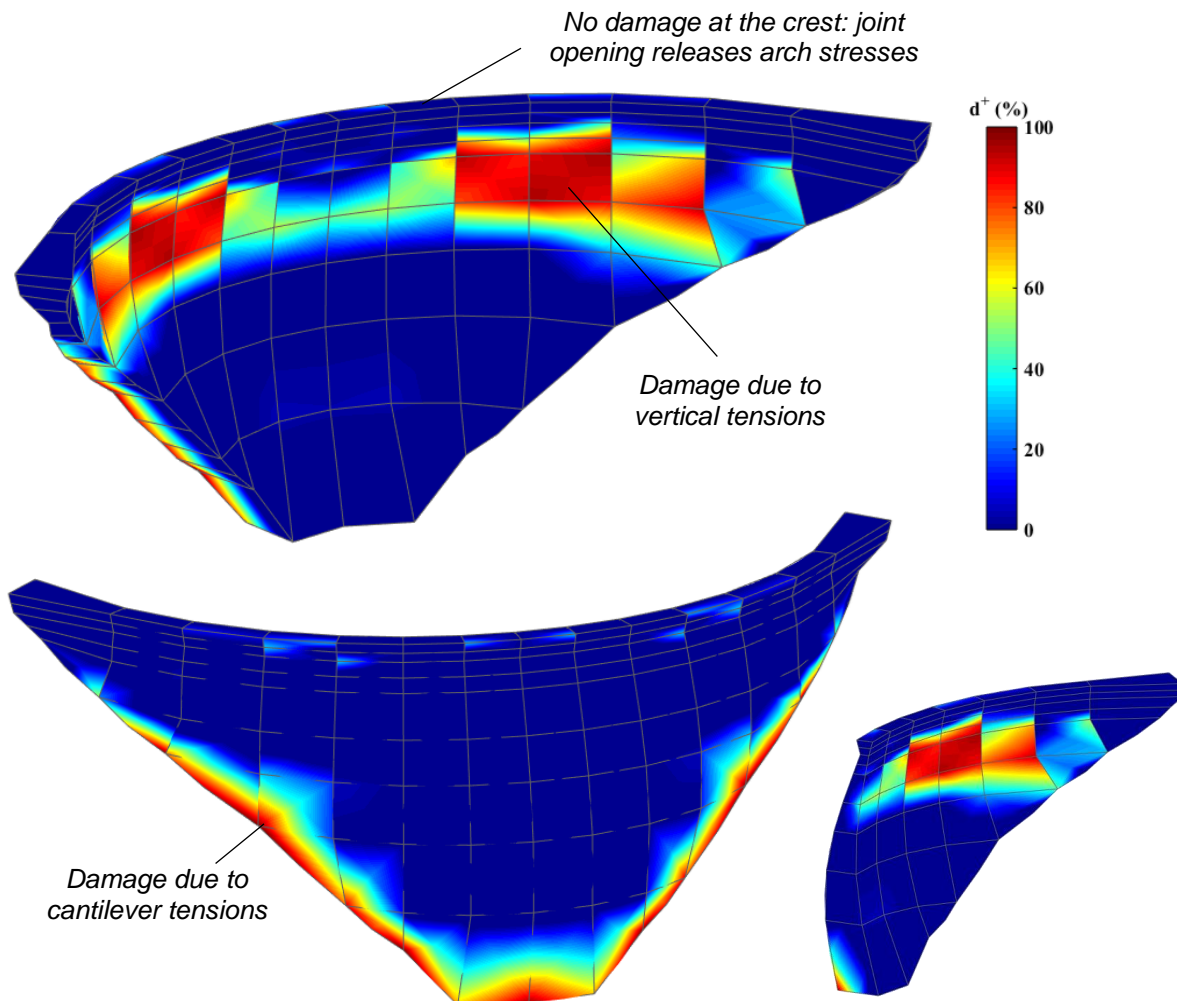 No damage at the crest: joint
opening releases arch stresses
d⁺ (%)
100
80
60
40
20
0
Damage due to
vertical tensions
Damage due to
cantilever tensions